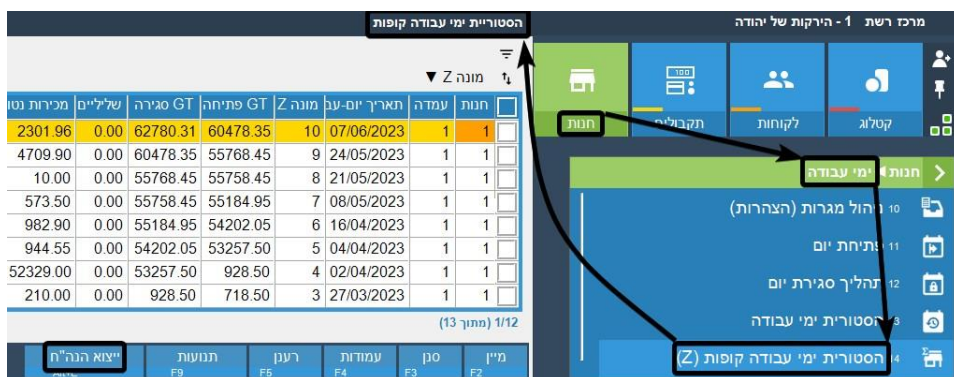 מרכז רשת 1 - הירקות של יהודה
קטלוג
לקוחות
100
תקבולים
חנות
חנות ימי עבודה
10 ניהול מגרות (הצהרות)
11 פתיחת יום
12 תהליך סגירת יום
הסטורית ימי עבודה
14 הסטורית ימי עבודה קופות (Z)
הסטוריית ימי עבודה קופות
מונה Z ▼
חנות עמדה תאריך יום-עב מונה Z GT פתיחה GT סגירה שליליים מכירות נטו
1 1 07/06/2023 10 60478.35 62780.31 0.00 2301.96
1 1 24/05/2023 9 55768.45 60478.35 0.00 4709.90
1 1 21/05/2023 8 55758.45 55768.45 0.00 10.00
1 1 08/05/2023 7 55184.95 55758.45 0.00 573.50
1 1 16/04/2023 6 54202.05 55184.95 0.00 982.90
1 1 04/04/2023 5 53257.50 54202.05 0.00 944.55
1 1 02/04/2023 4 928.50 53257.50 0.00 52329.00
1 1 27/03/2023 3 718.50 928.50 0.00 210.00
1/12 (מתוך 13)
מיין F2
סנן F3
עמודות F4
רענן F5
תנועות F9
ייצוא הנה"ח